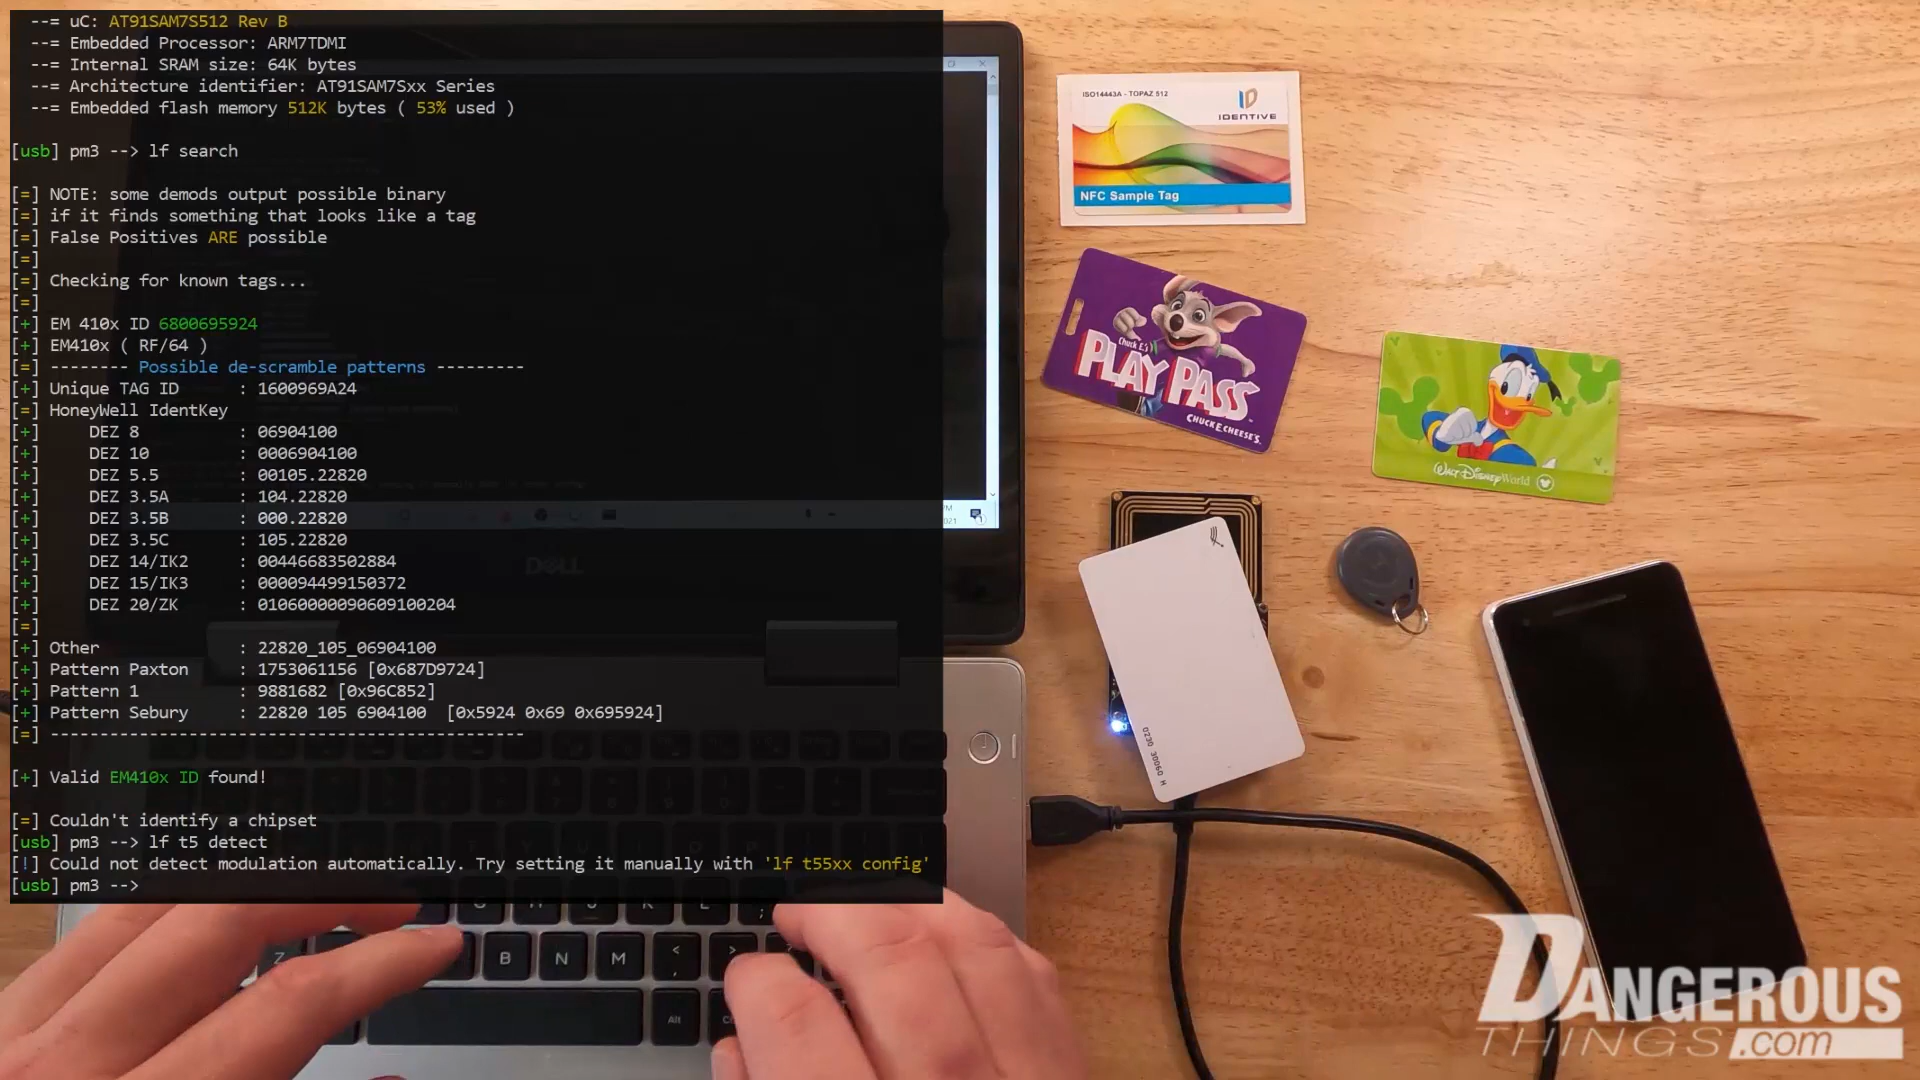 --= uC: AT91SAM7S512 Rev B
--= Embedded Processor: ARM7TDMI
--= Internal SRAM size: 64K bytes
--= Architecture identifier: AT91SAM7Sxx Series
--= Embedded flash memory 512K bytes ( 53% used )
[usb] pm3 --> lf search
[=] NOTE: some demods output possible binary
[=] if it finds something that looks like a tag
[=] False Positives ARE possible
[=]
[=] Checking for known tags...
[=]
[+] EM 410x ID 6800695924
[+] EM410x ( RF/64 )
[=] -------- Possible de-scramble patterns ---------
[+] Unique TAG ID      : 1600969A24
[=] HoneyWell IdentKey
[+]     DEZ 8          : 06904100
[+]     DEZ 10         : 0006904100
[+]     DEZ 5.5        : 00105.22820
[+]     DEZ 3.5A       : 104.22820
[+]     DEZ 3.5B       : 000.22820
[+]     DEZ 3.5C       : 105.22820
[+]     DEZ 14/IK2     : 00446683502884
[+]     DEZ 15/IK3     : 000094499150372
[+]     DEZ 20/ZK      : 01060000090609100204
[=]
[+] Other              : 22820_105_06904100
[+] Pattern Paxton     : 1753061156 [0x687D9724]
[+] Pattern 1          : 9881682 [0x96C852]
[+] Pattern Sebury     : 22820 105 6904100  [0x5924 0x69 0x695924]
[=] ------------------------------------------------
[+] Valid EM410x ID found!
[=] Couldn't identify a chipset
[usb] pm3 --> lf t5 detect
[!] Could not detect modulation automatically. Try setting it manually with 'lf t55xx config'
[usb] pm3 -->
DELL
Z B N M < ,
>
Alt
ISO14443A - TOPAZ 512
IDENTIVE
NFC Sample Tag
Chuck E.'s
PLAY PASS
CHUCK E. CHEESE'S
Walt Disney World
0230 30060 H
DANGEROUS
THINGS.com